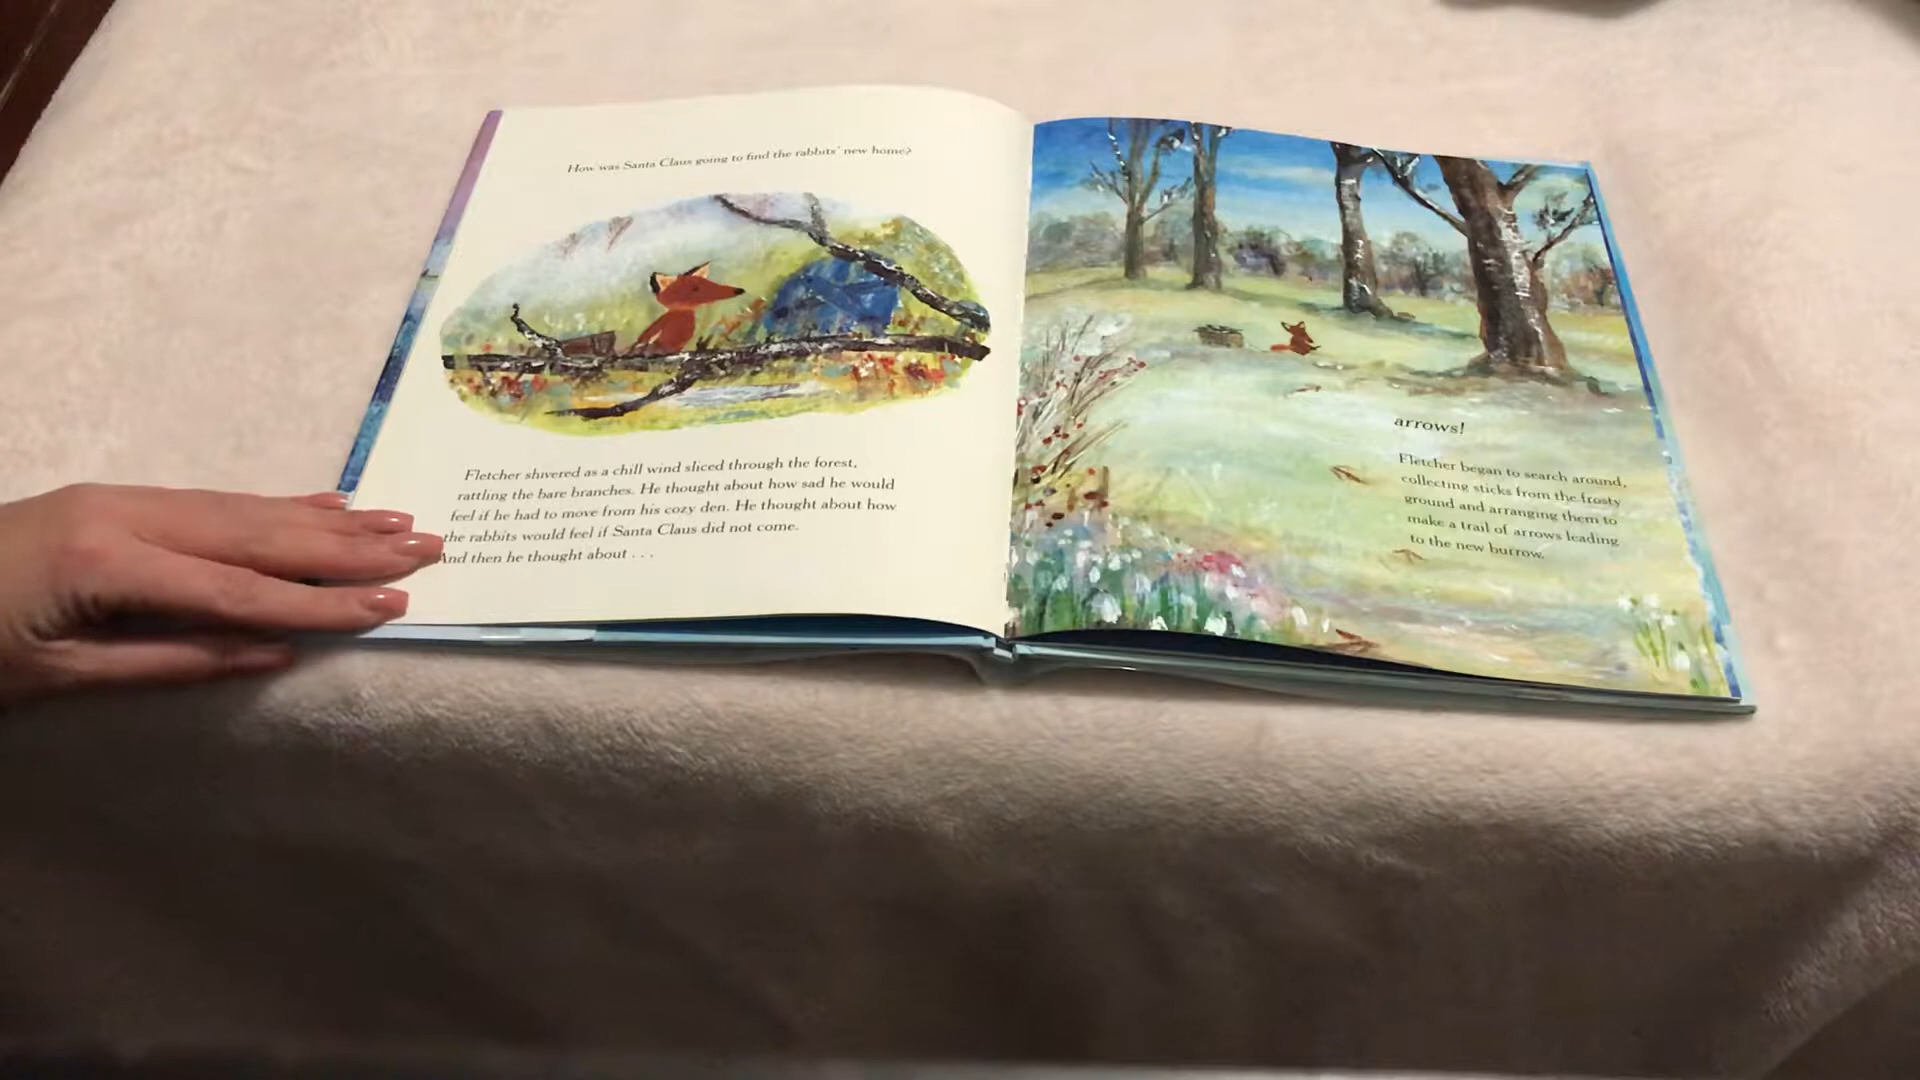 How was Santa Claus going to find the rabbits' new home?
Fletcher shivered as a chill wind sliced through the forest,
rattling the bare branches. He thought about how sad he would
feel if he had to move from his cozy den. He thought about how
the rabbits would feel if Santa Claus did not come.
And then he thought about . . .
arrows!
Fletcher began to search around,
collecting sticks from the frosty
ground and arranging them to
make a trail of arrows leading
to the new burrow.